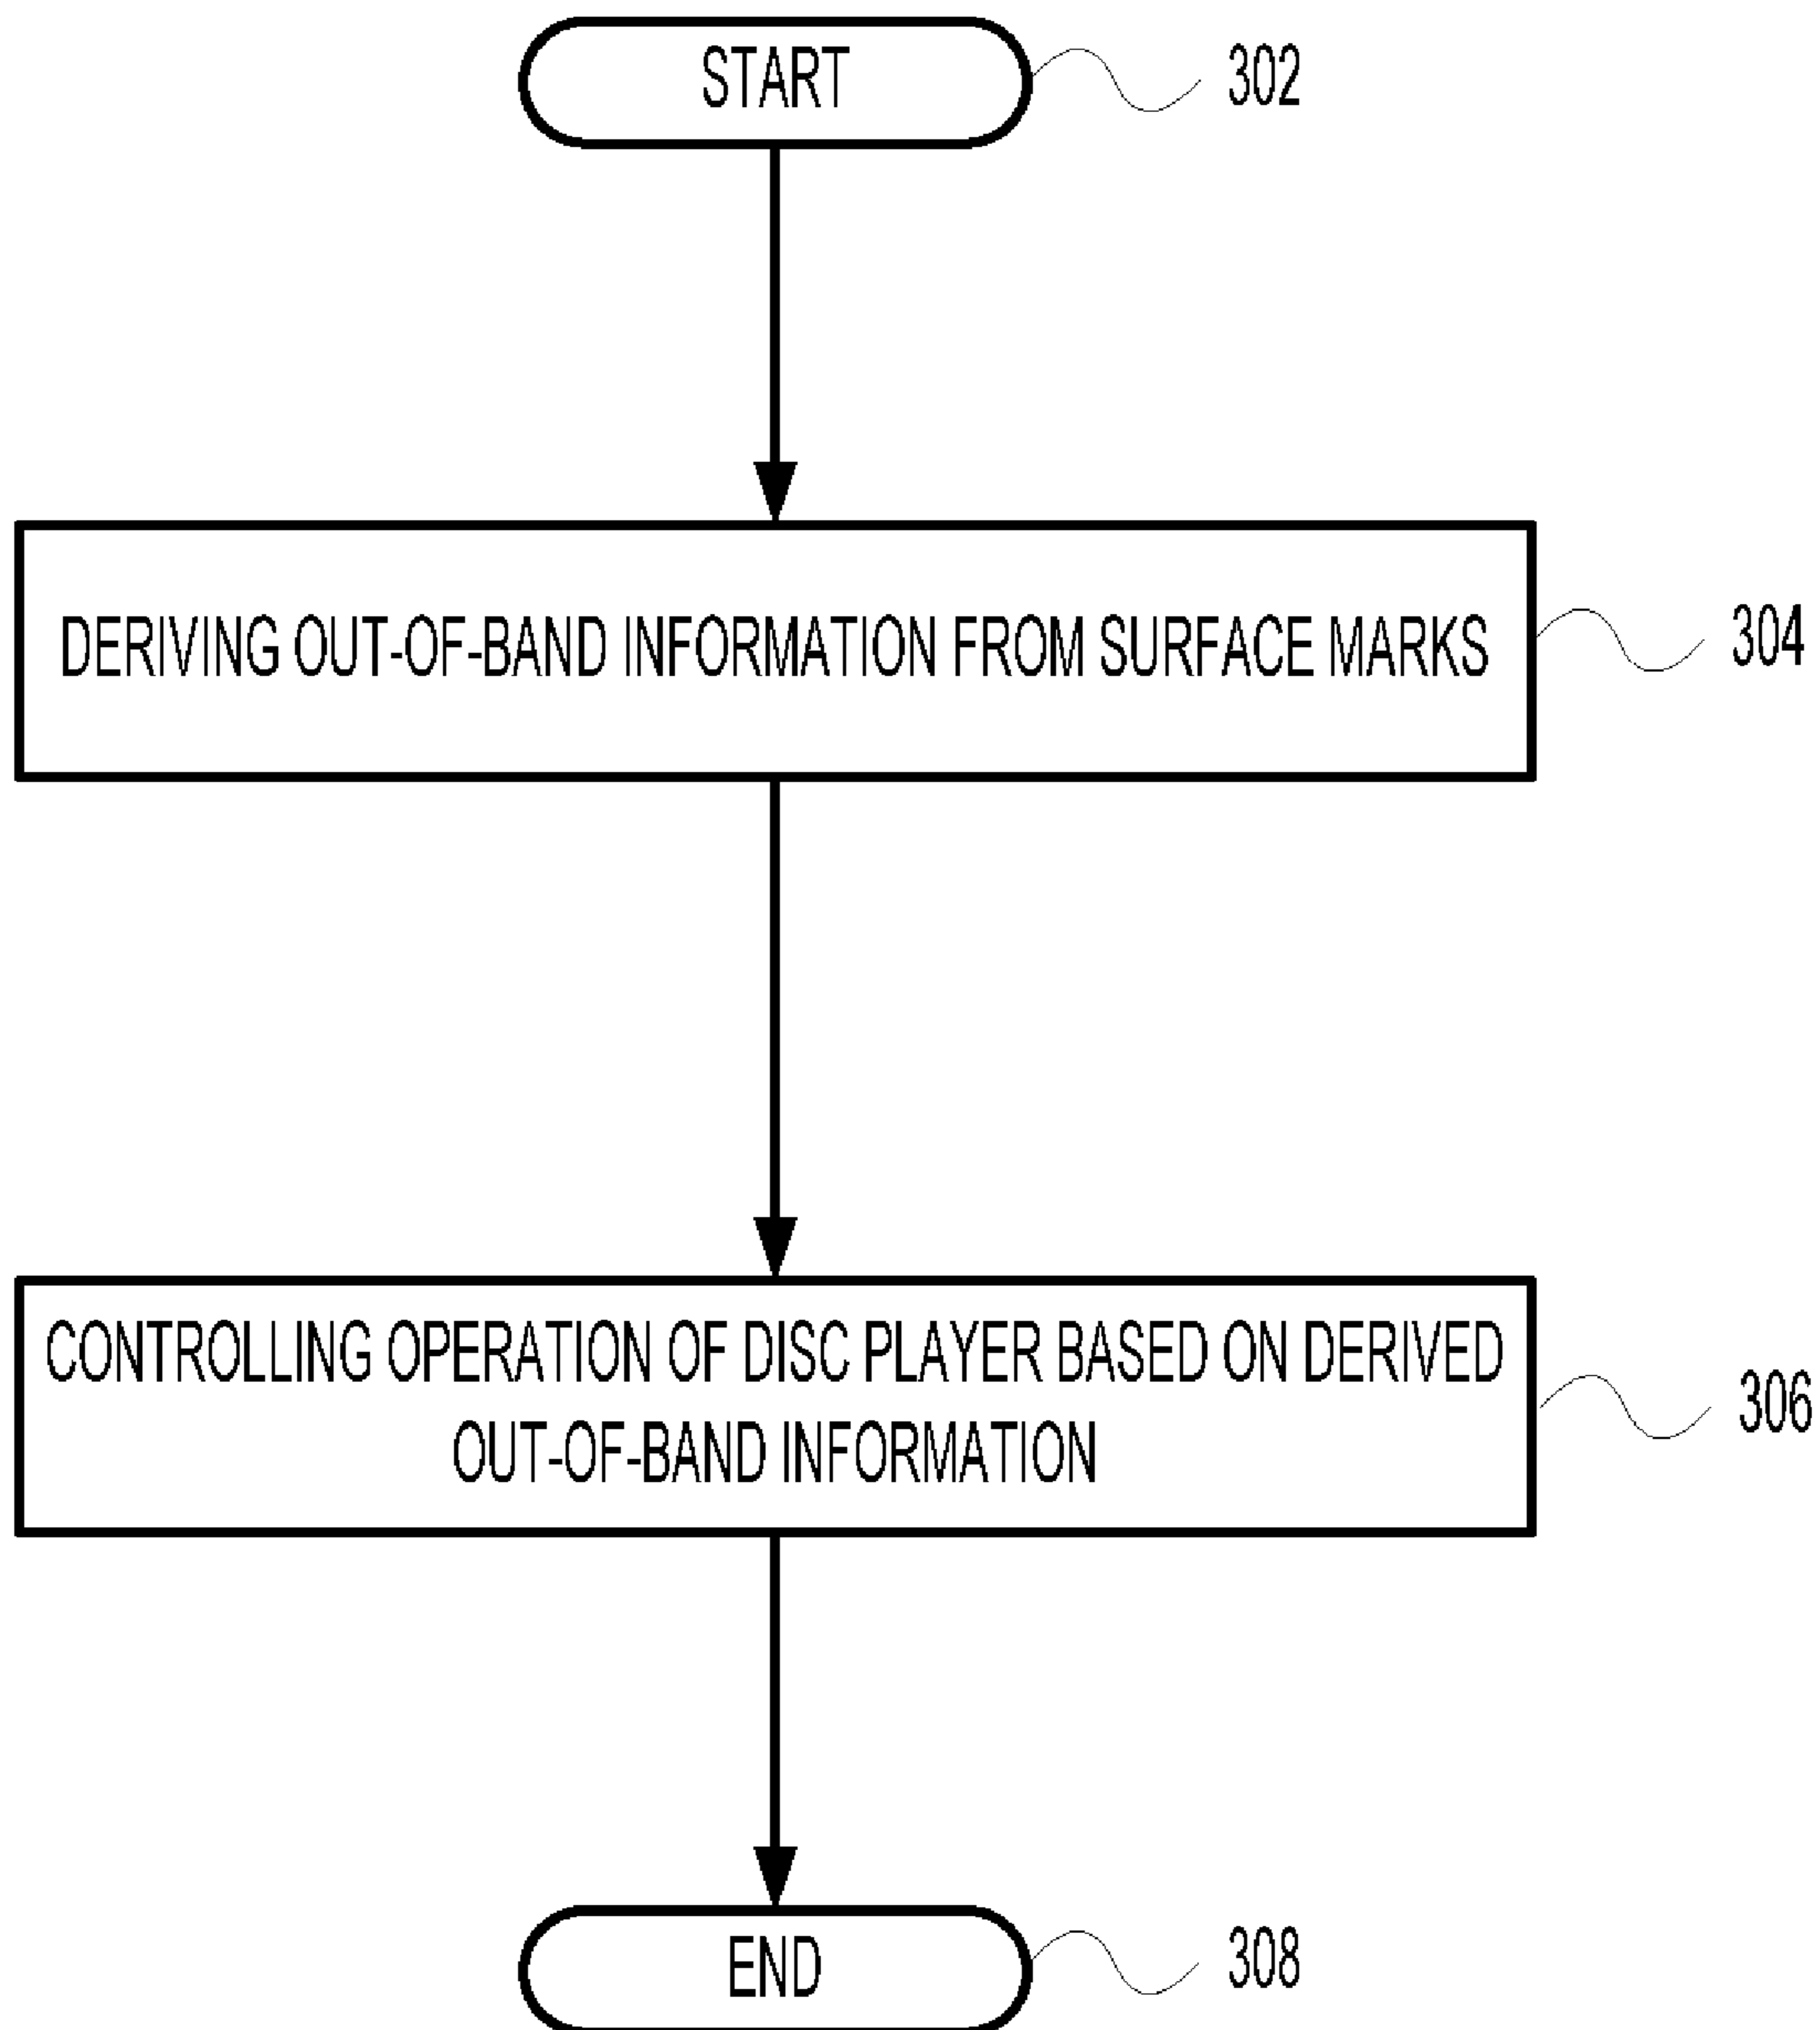 START
302
DERIVING OUT-OF-BAND INFORMATION FROM SURFACE MARKS
304
CONTROLLING OPERATION OF DISC PLAYER BASED ON DERIVED
OUT-OF-BAND INFORMATION
306
END
308